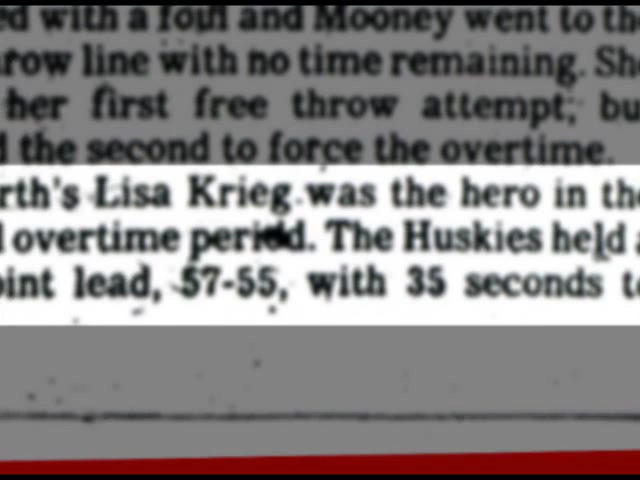 ed with a foul and Mooney went to th
row line with no time remaining. She
her first free throw attempt, bu
d the second to force the overtime.
rth's Lisa Krieg was the hero in the
l overtime period. The Huskies held a
oint lead, 57-55, with 35 seconds to